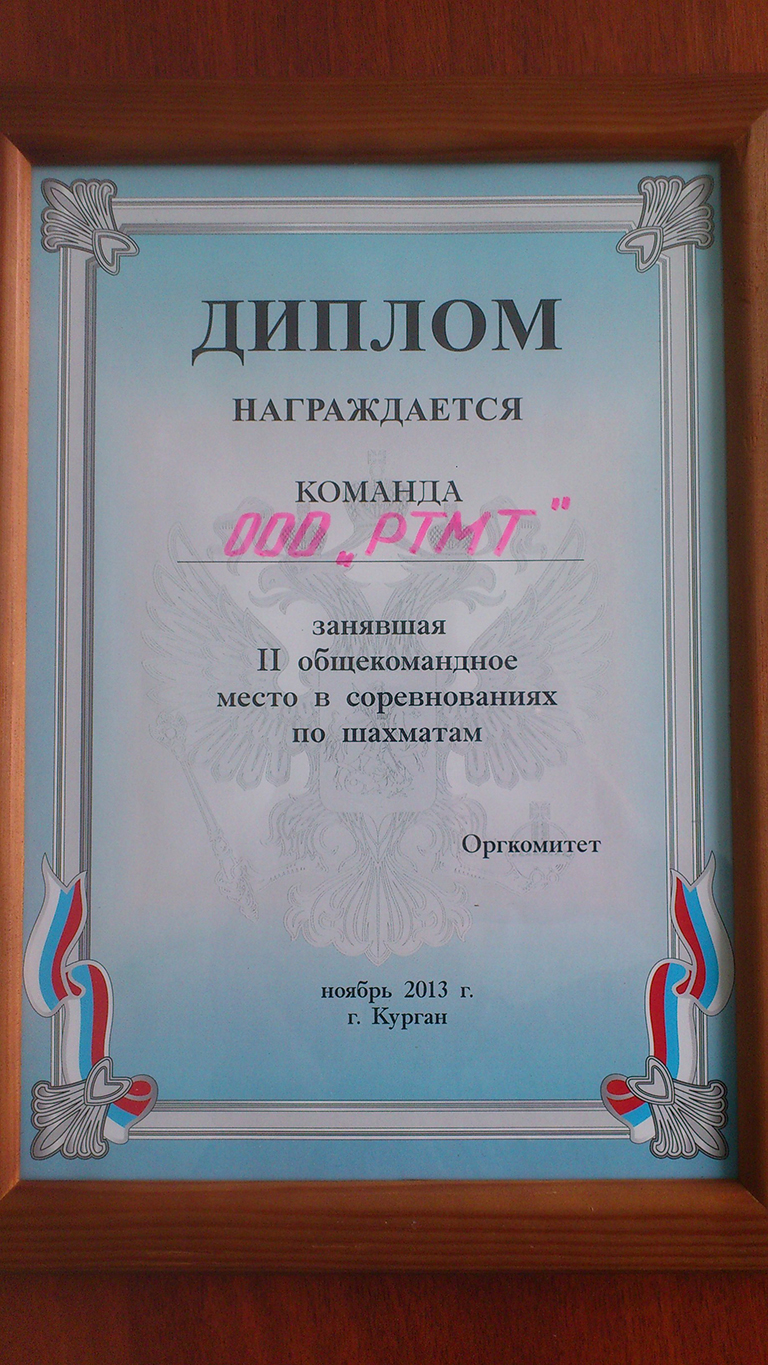 ДИПЛОМ
НАГРАЖДАЕТСЯ
КОМАНДА
ООО „РТМТ"
занявшая
II общекомандное
место в соревнованиях
по шахматам
Оргкомитет
ноябрь 2013 г.
г. Курган